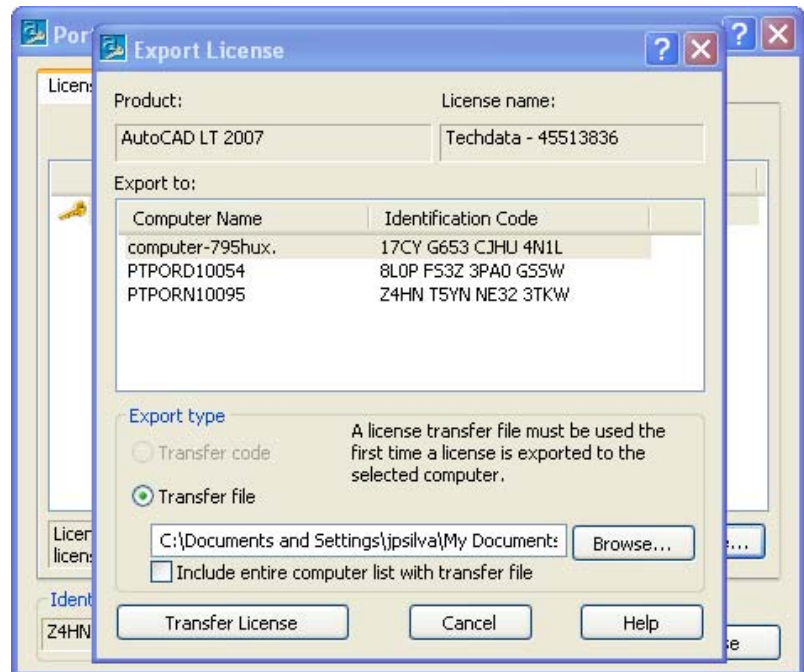 Por
Export License
Licens
Product:
License name:
AutoCAD LT 2007
Techdata - 45513836
Export to:
Computer Name Identification Code
computer-795hux. 17CY G653 CJHU 4N1L
PTPORD10054 8L0P FS3Z 3PA0 GSSW
PTPORN10095 Z4HN T5YN NE32 3TKW
Export type
Transfer code
A license transfer file must be used the
first time a license is exported to the
selected computer.
Transfer file
C:\Documents and Settings\jpsilva\My Documents
Browse...
Include entire computer list with transfer file
Licen
licens
...
Ident
Z4HN
Transfer License
Cancel
Help
e